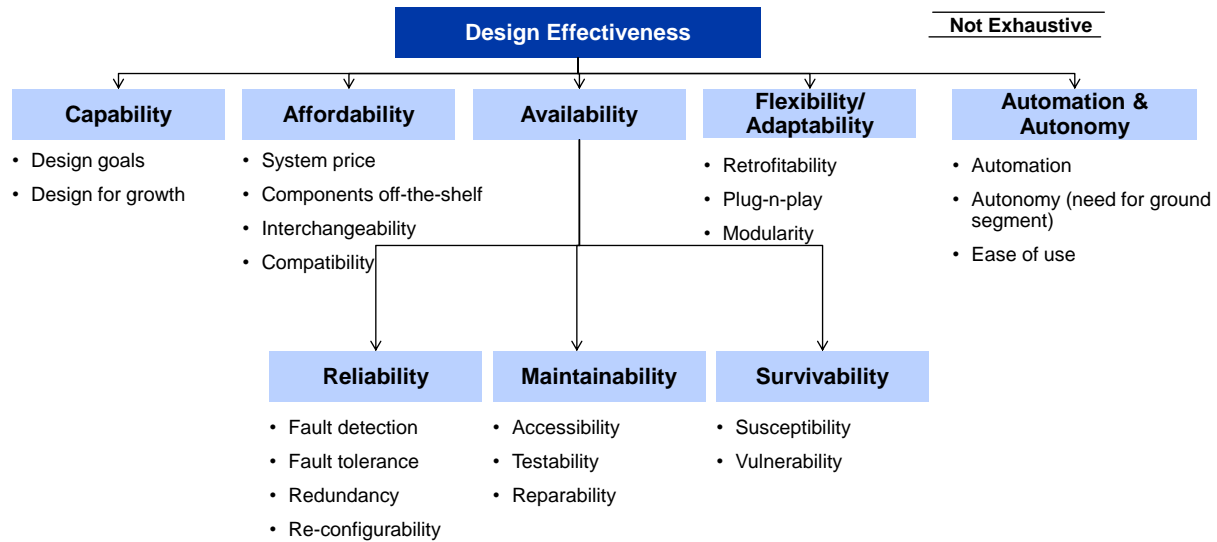 Design Effectiveness
Not Exhaustive
Capability
• Design goals
• Design for growth
Affordability
• System price
• Components off-the-shelf
• Interchangeability
• Compatibility
Availability
Flexibility/
Adaptability
• Retrofitability
• Plug-n-play
• Modularity
Automation &
Autonomy
• Automation
• Autonomy (need for ground
segment)
• Ease of use
Reliability
• Fault detection
• Fault tolerance
• Redundancy
• Re-configurability
Maintainability
• Accessibility
• Testability
• Reparability
Survivability
• Susceptibility
• Vulnerability